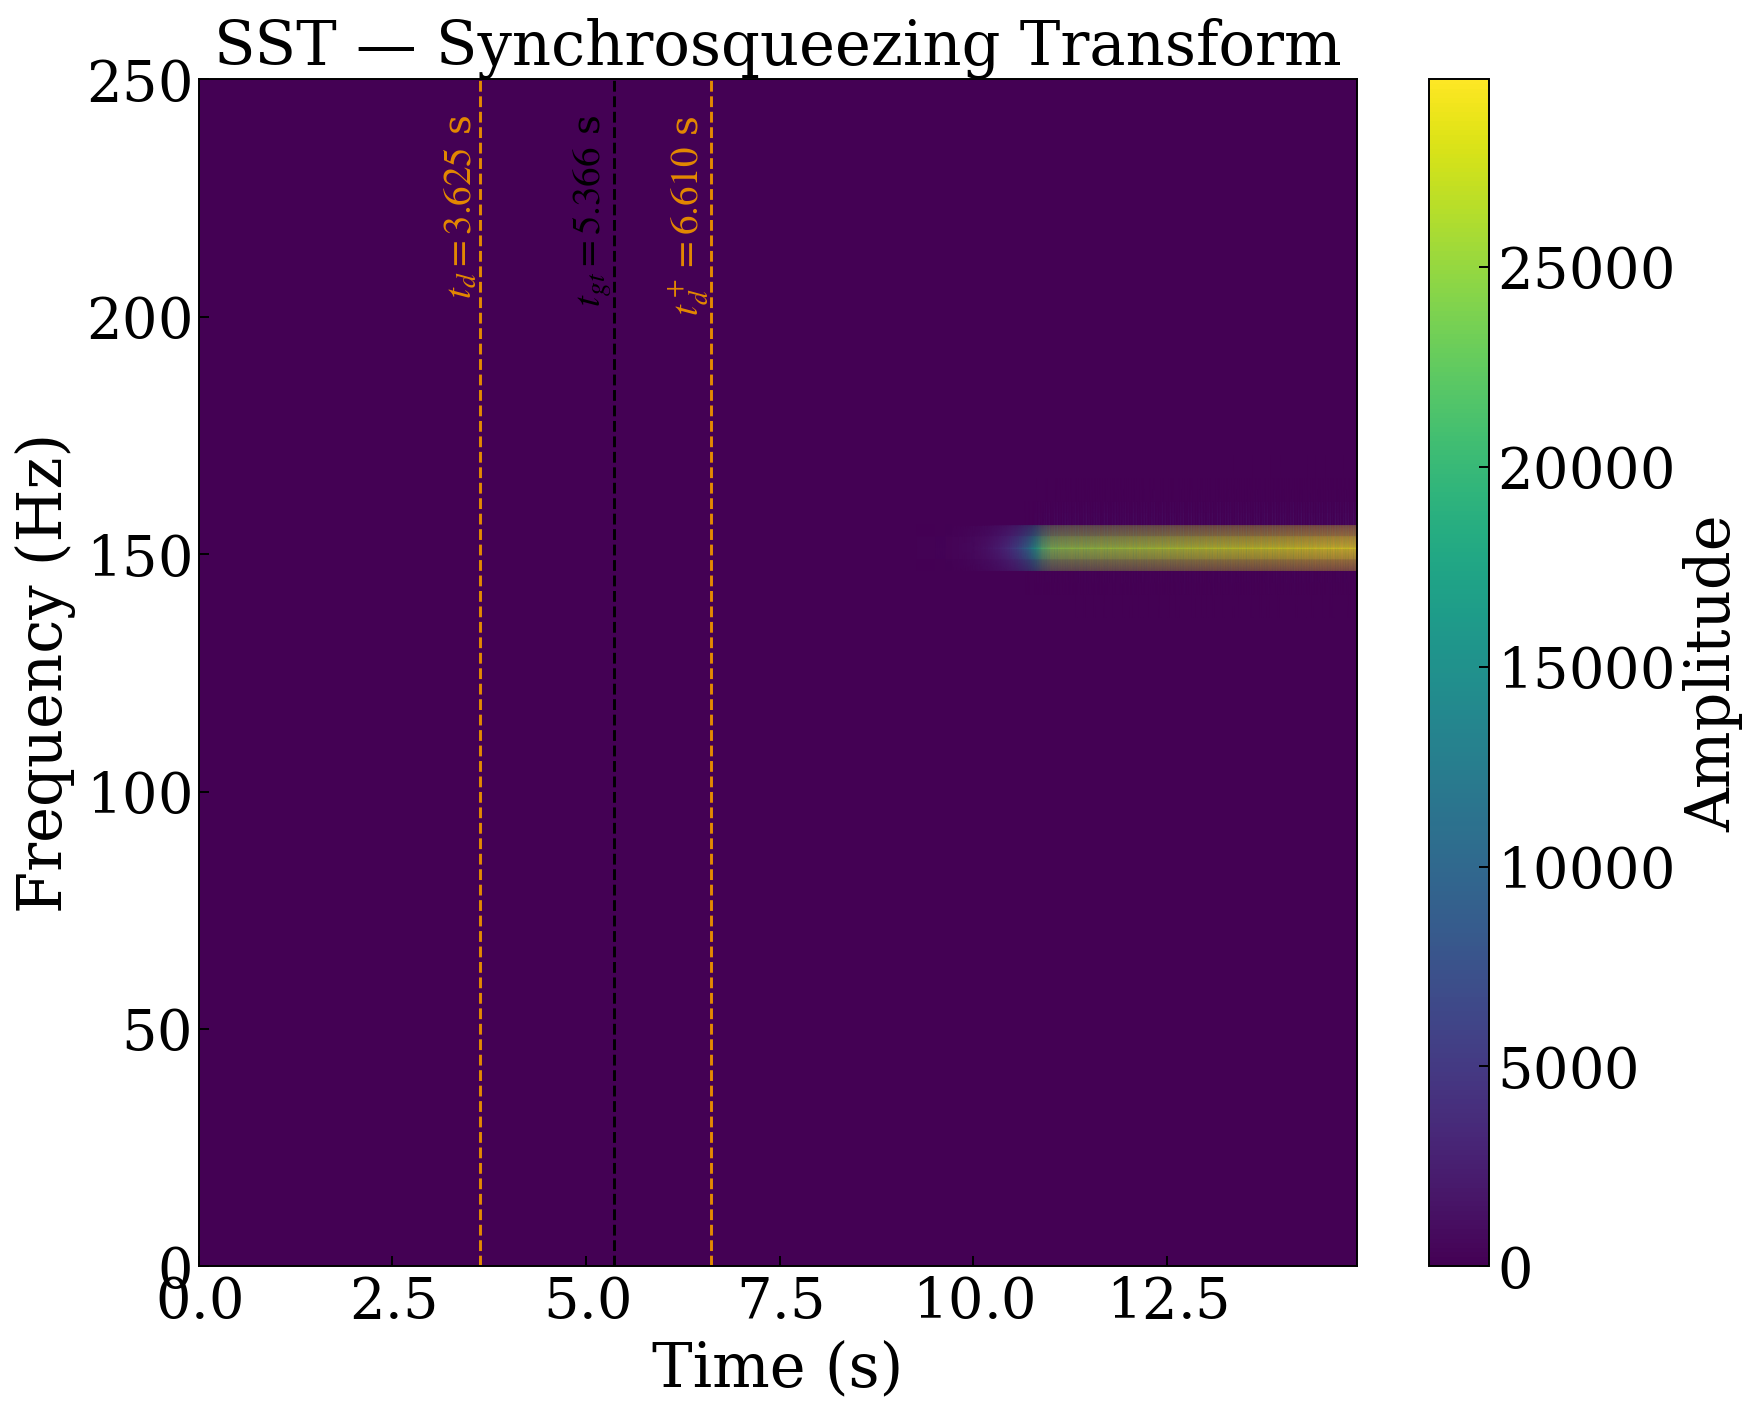 SST — Synchrosqueezing Transform
250
200
150
100
50
0
Frequency (Hz)
t_d=3.625 s
t_{gt}=5.366 s
t_d^+=6.610 s
0.0 2.5 5.0 7.5 10.0 12.5
Time (s)
25000
20000
15000
10000
5000
0
Amplitude